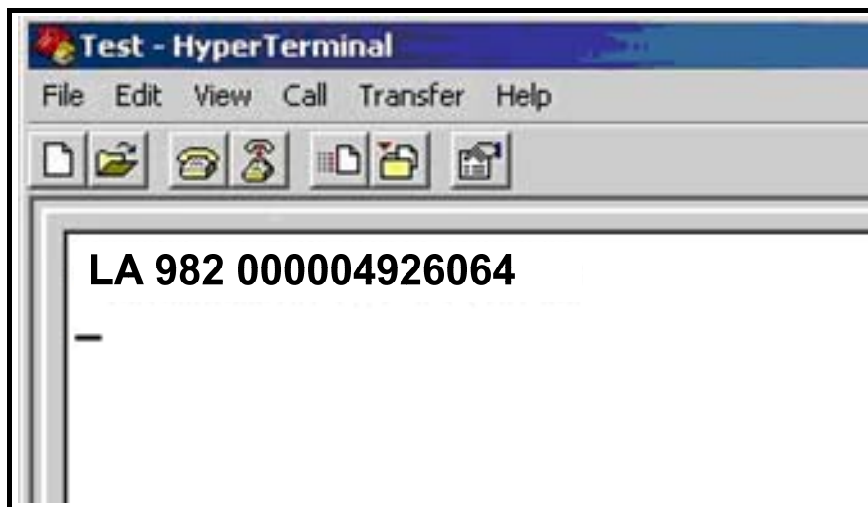 Test - HyperTerminal
File Edit View Call Transfer Help
LA 982 000004926064